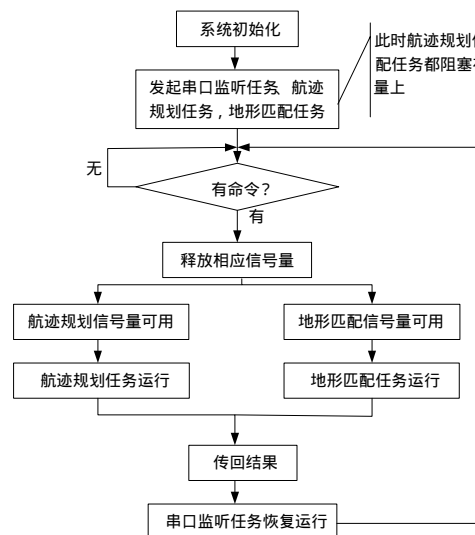 系统初始化
此时航迹规划
配任务都阻塞
量上
发起串口监听任务、航迹
规划任务,地形匹配任务
无
有命令?
有
释放相应信号量
航迹规划信号量可用
地形匹配信号量可用
航迹规划任务运行
地形匹配任务运行
传回结果
串口监听任务恢复运行